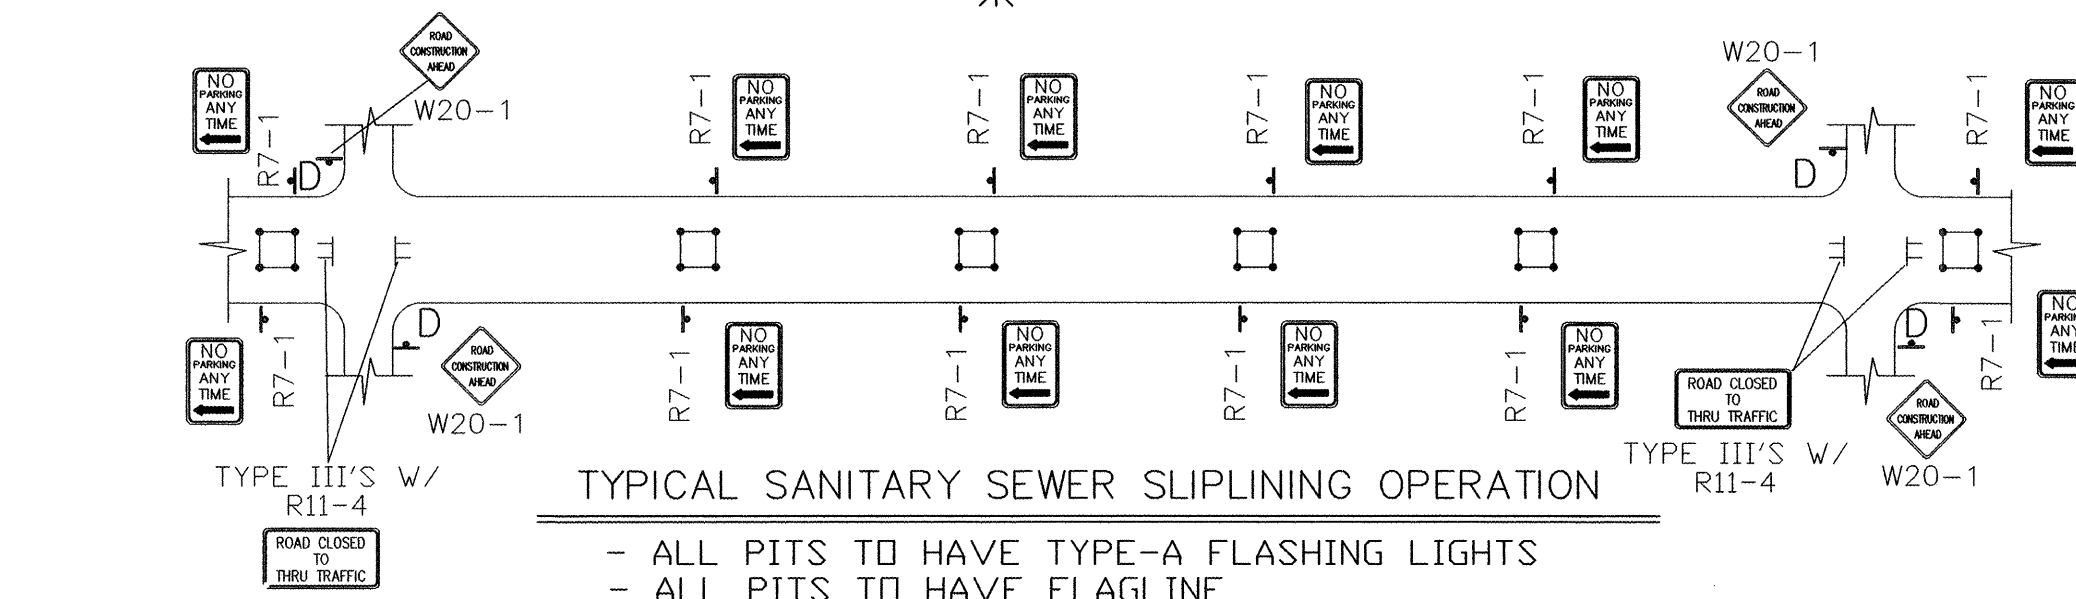 ROAD
CONSTRUCTION
AHEAD
W20-1
W20-1
ROAD
CONSTRUCTION
AHEAD
NO
PARKING
ANY
TIME
R7-1
R7-1
NO
PARKING
ANY
TIME
R7-1
NO
PARKING
ANY
TIME
R7-1
NO
PARKING
ANY
TIME
R7-1
NO
PARKING
ANY
TIME
R7-1
NO
PARKING
ANY
TIME
D
D
NO
PARKING
ANY
TIME
R7-1
D
ROAD
CONSTRUCTION
AHEAD
W20-1
R7-1
NO
PARKING
ANY
TIME
R7-1
NO
PARKING
ANY
TIME
R7-1
NO
PARKING
ANY
TIME
R7-1
NO
PARKING
ANY
TIME
D
R7-1
ROAD CLOSED
TO
THRU TRAFFIC
TYPE III'S W/
R11-4
ROAD
CONSTRUCTION
AHEAD
W20-1
TYPE III'S W/
R11-4
ROAD CLOSED
TO
THRU TRAFFIC
TYPICAL SANITARY SEWER SLIPLINING OPERATION
- ALL PITS TO HAVE TYPE-A FLASHING LIGHTS
- ALL PITS TO HAVE FLAGLINE